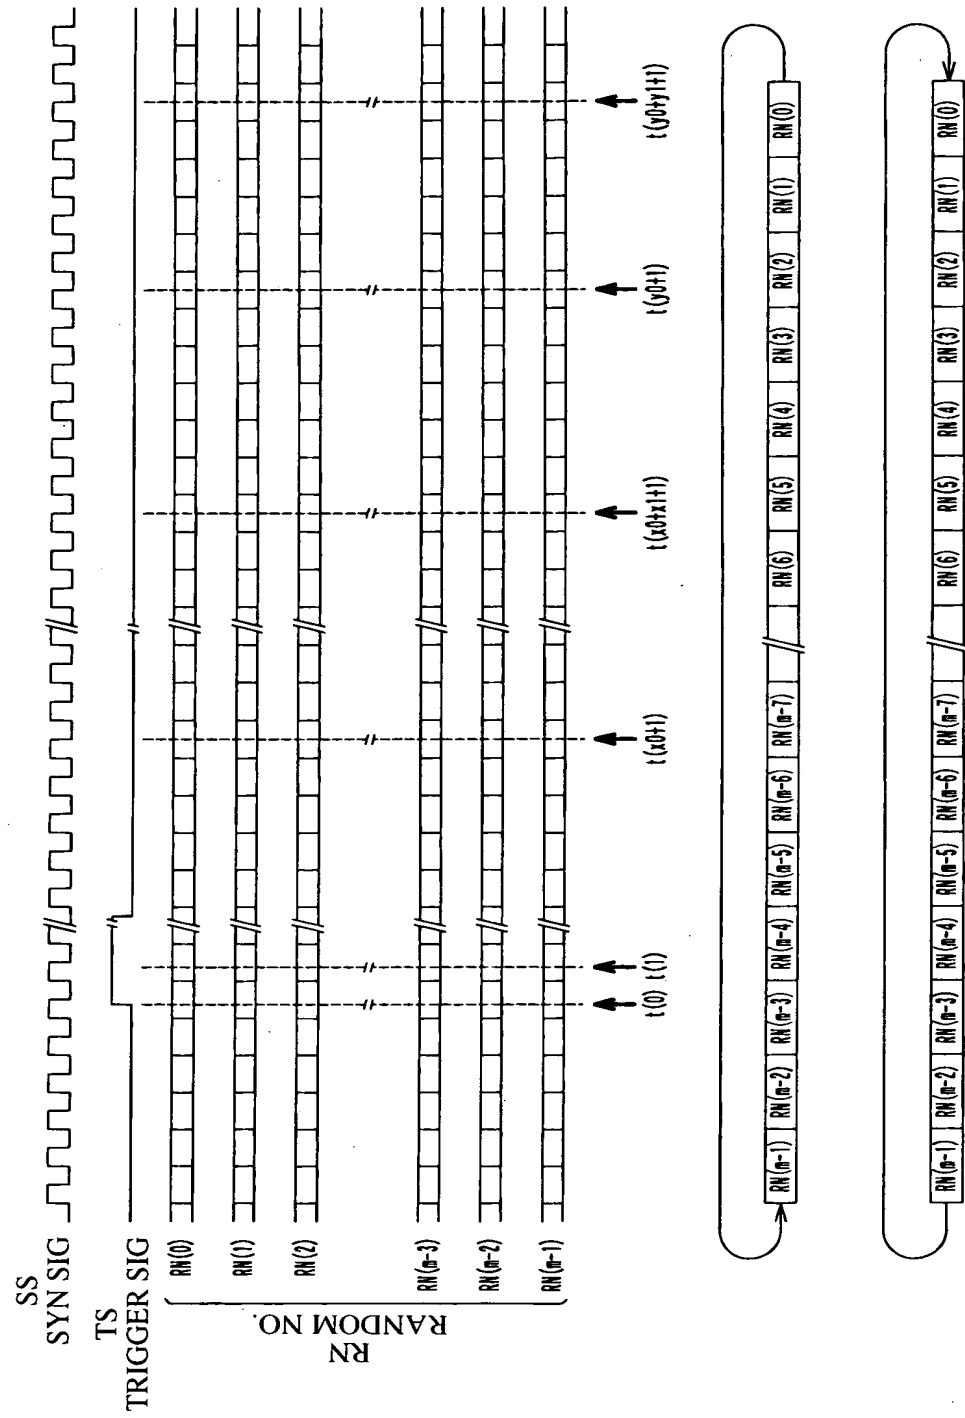 SS
SYN SIG
TS
TRIGGER SIG
RN
RANDOM NO.
RN(0)
RN(1)
RN(2)
RN(m-3)
RN(m-2)
RN(m-1)
t(0) t(1) t(x0+1) t(x0+x1+1) t(y0+1) t(y0+y1+1)
RN(m-1) RN(m-2) RN(m-3) RN(m-4) RN(m-5) RN(m-6) RN(m-7) RN(6) RN(5) RN(4) RN(3) RN(2) RN(1) RN(0)
RN(m-1) RN(m-2) RN(m-3) RN(m-4) RN(m-5) RN(m-6) RN(m-7) RN(6) RN(5) RN(4) RN(3) RN(2) RN(1) RN(0)